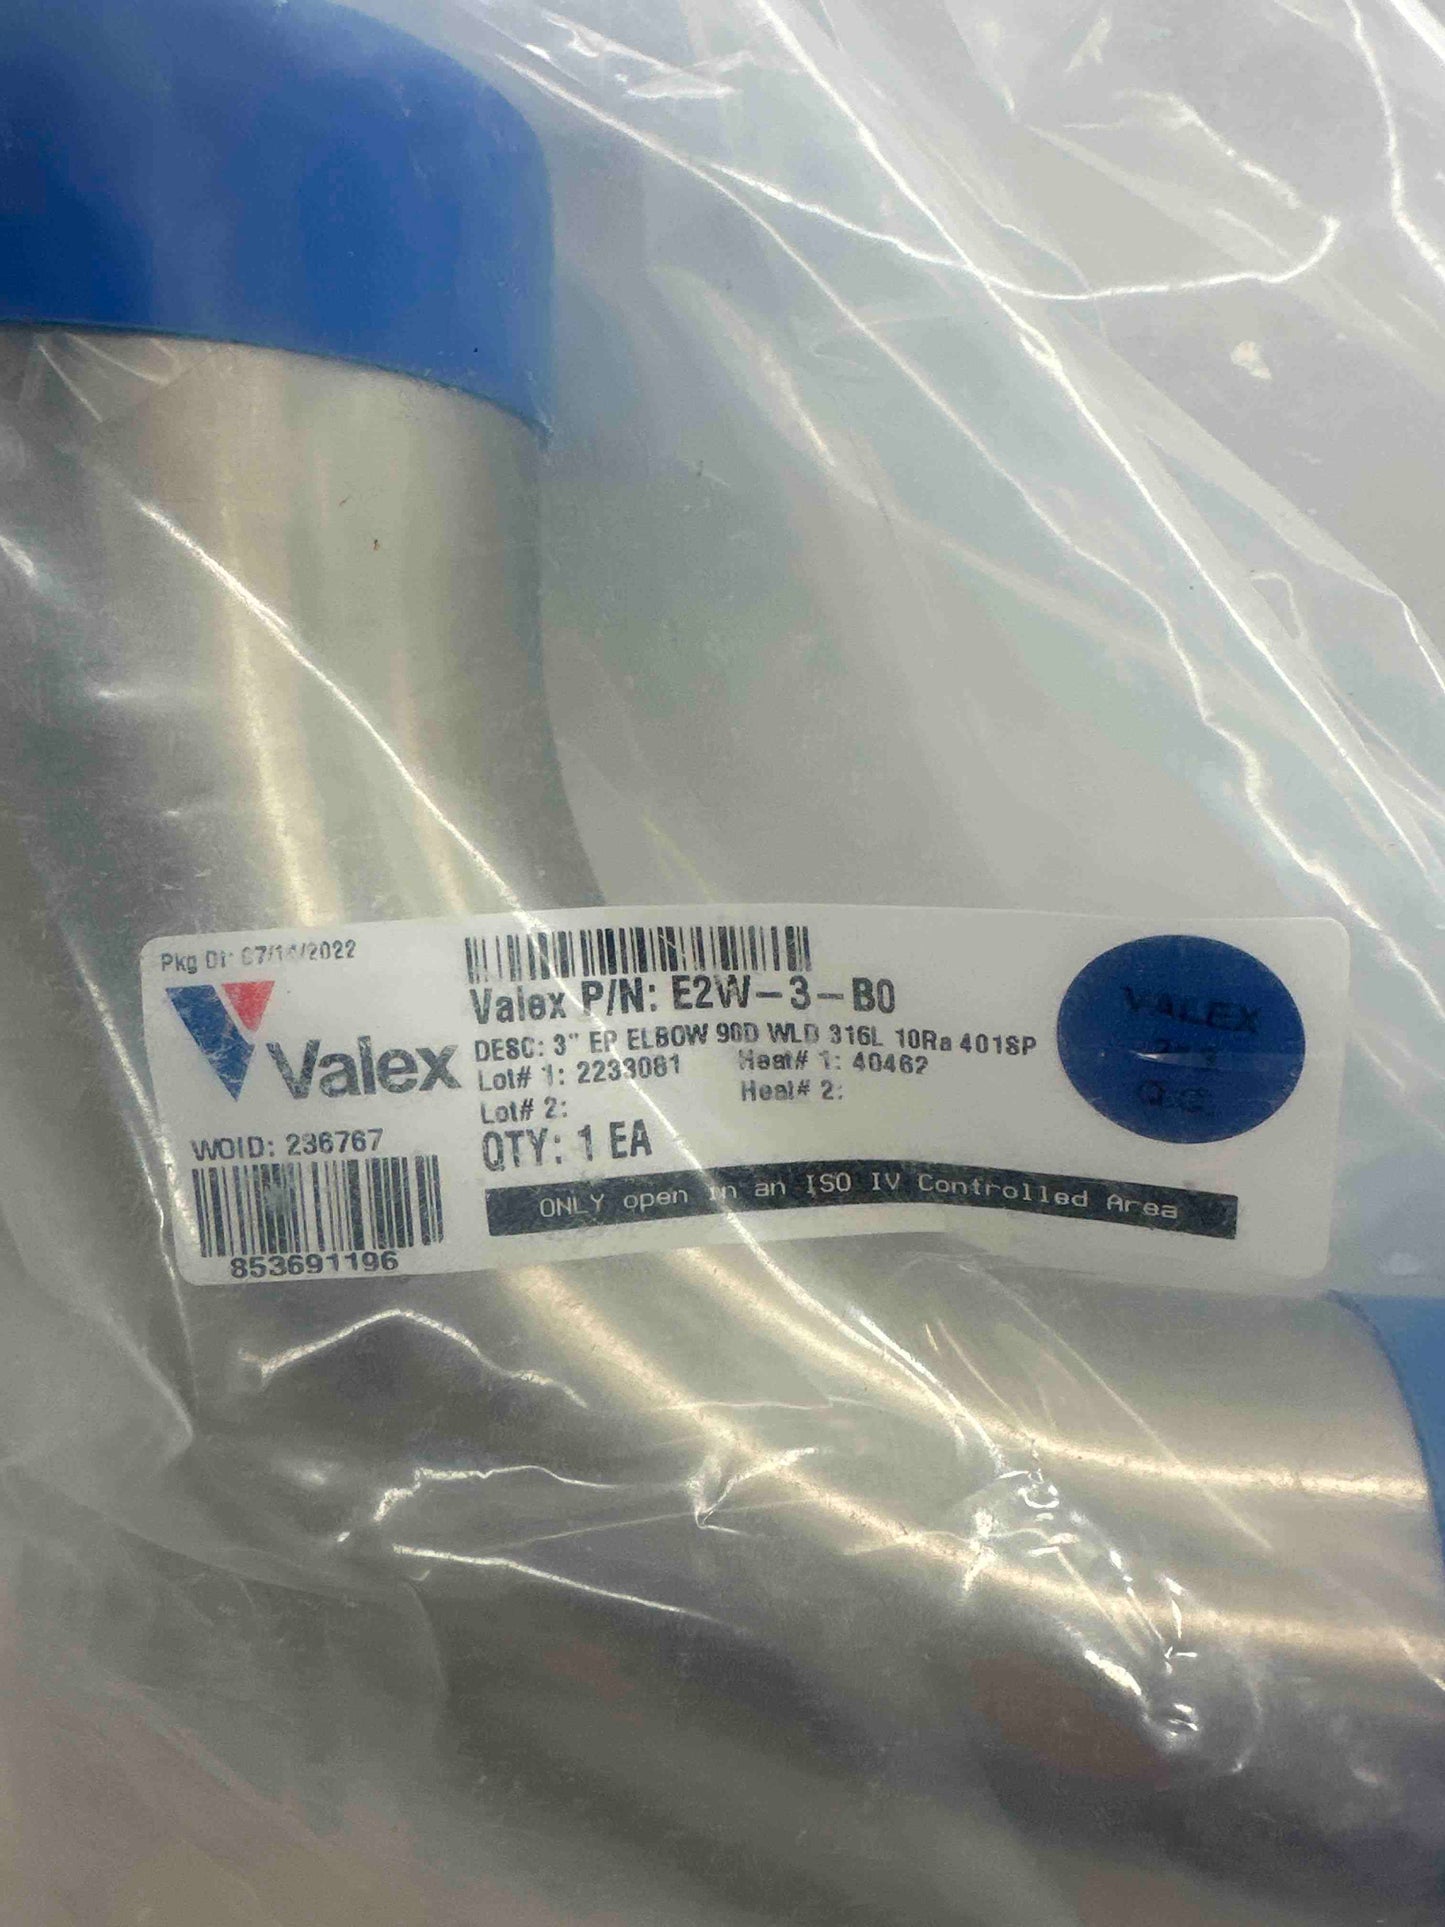 Pkg Dt: 07/14/2022
Valex
WOID: 236767
853691196
Valex P/N: E2W-3-B0
DESC: 3" EP ELBOW 90D WLD 316L 10Ra 401SP
Lot# 1: 2233081 Heat# 1: 40462
Lot# 2: Heat# 2:
QTY: 1 EA
ONLY open in an ISO IV Controlled Area
VALEX
QC